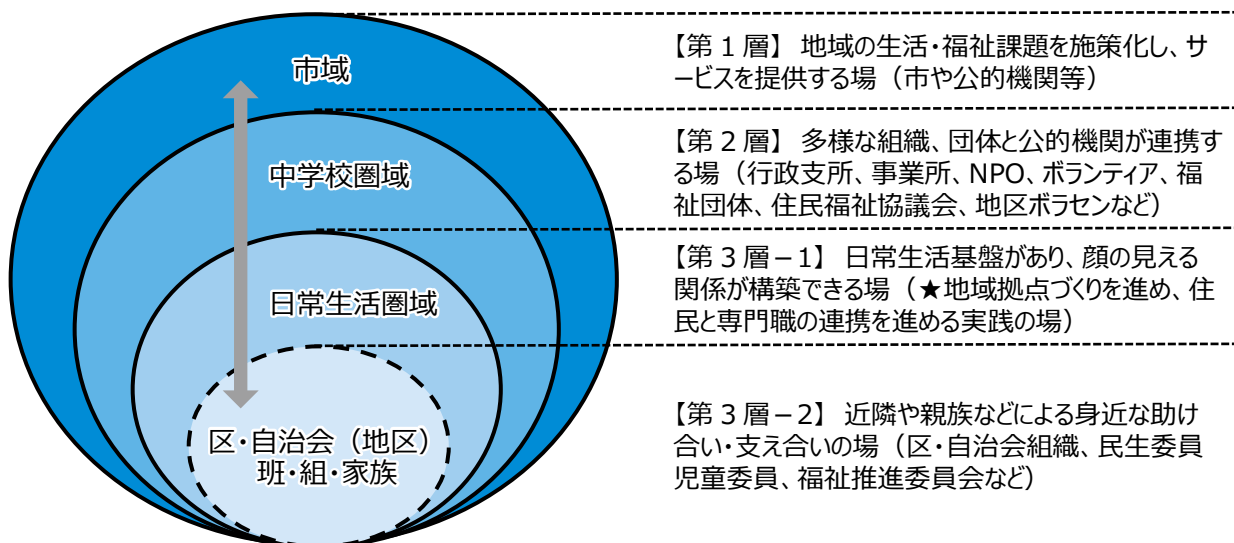 市域
中学校圏域
日常生活圏域
区・自治会（地区）
班・組・家族
【第１層】 地域の生活・福祉課題を施策化し、サ
ービスを提供する場（市や公的機関等）
【第２層】 多様な組織、団体と公的機関が連携す
る場（行政支所、事業所、NPO、ボランティア、福
祉団体、住民福祉協議会、地区ボラセンなど）
【第３層－１】 日常生活基盤があり、顔の見える
関係が構築できる場（★地域拠点づくりを進め、住
民と専門職の連携を進める実践の場）
【第３層－２】 近隣や親族などによる身近な助け
合い・支え合いの場（区・自治会組織、民生委員
児童委員、福祉推進委員会など）